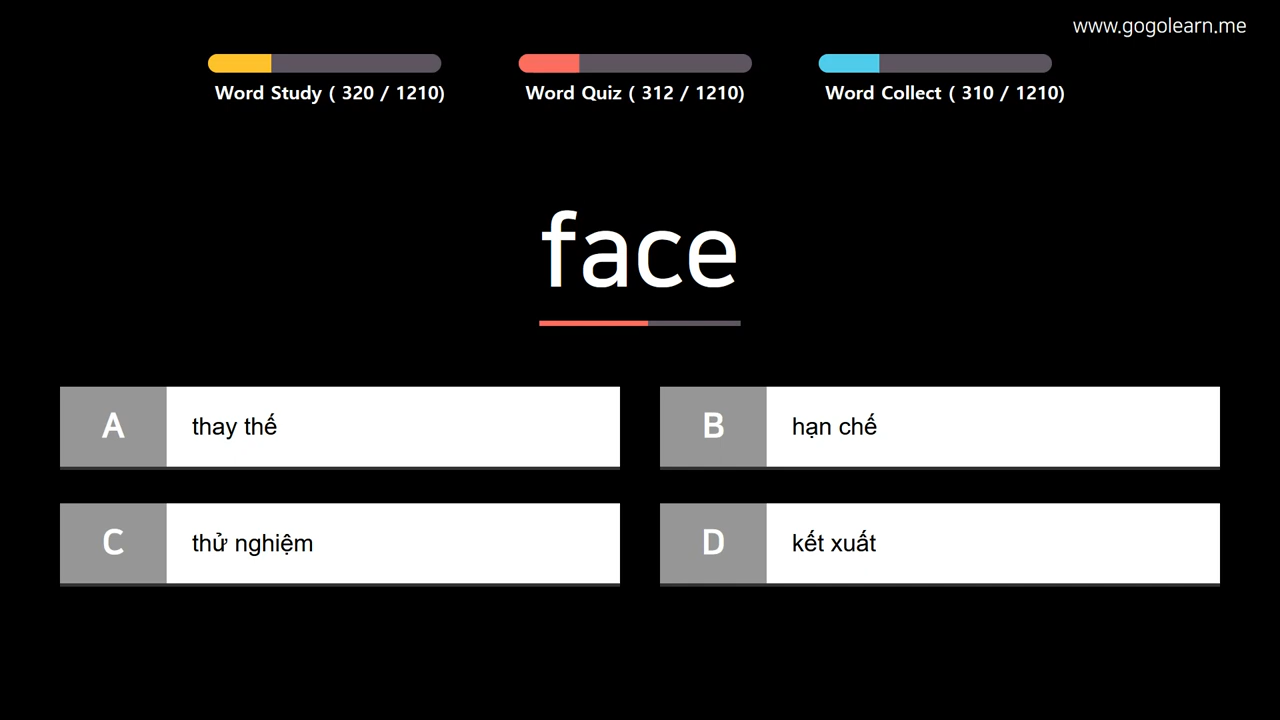 www.gogolearn.me
Word Study ( 320 / 1210)
Word Quiz ( 312 / 1210)
Word Collect ( 310 / 1210)
face
A
thay thế
B
hạn chế
C
thử nghiệm
D
kết xuất